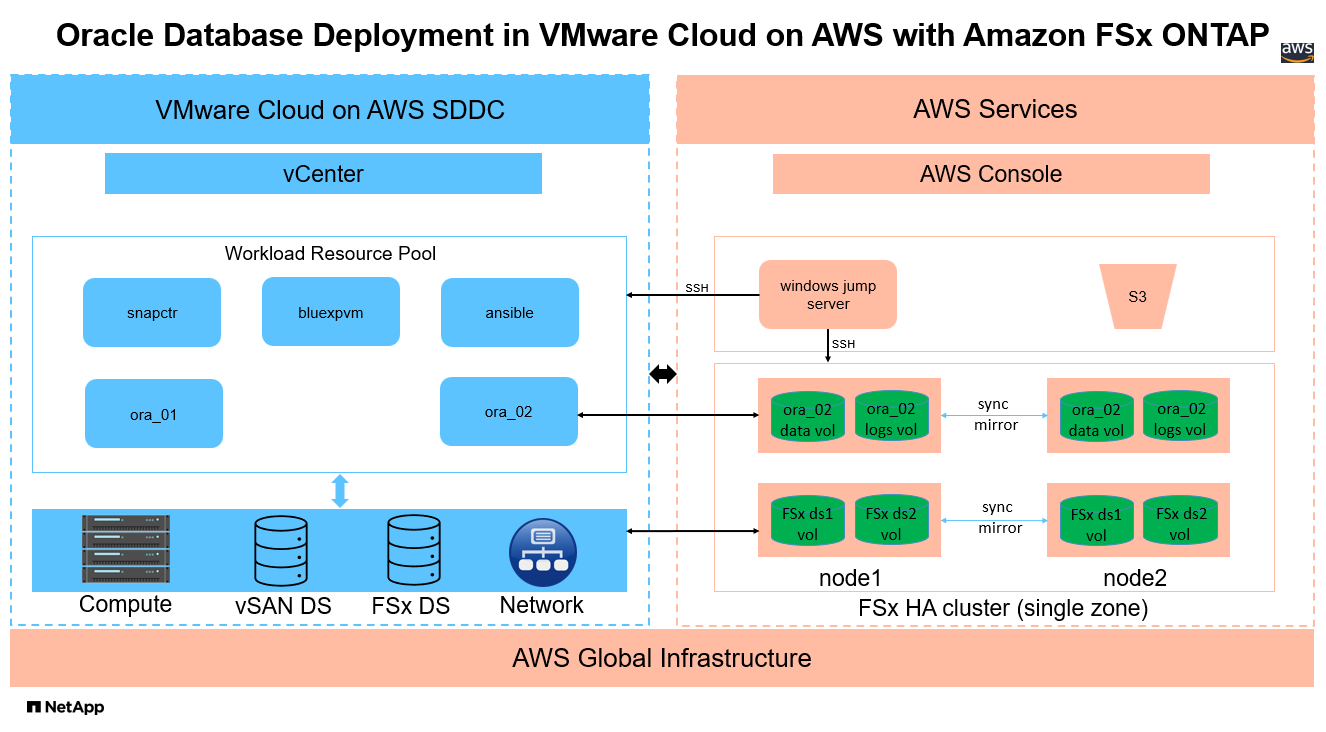 Oracle Database Deployment in VMware Cloud on AWS with Amazon FSx ONTAP
aws
VMware Cloud on AWS SDDC
vCenter
Workload Resource Pool
snapctr
bluexpvm
ansible
ora_01
ora_02
Compute
vSAN DS
FSx DS
Network
AWS Services
AWS Console
SSH
windows jump
server
S3
SSH
ora_02
data vol
ora_02
logs vol
sync
mirror
ora_02
data vol
ora_02
logs vol
FSx ds1
vol
FSx ds2
vol
sync
mirror
FSx ds1
vol
FSx ds2
vol
node1
node2
FSx HA cluster (single zone)
AWS Global Infrastructure
NetApp